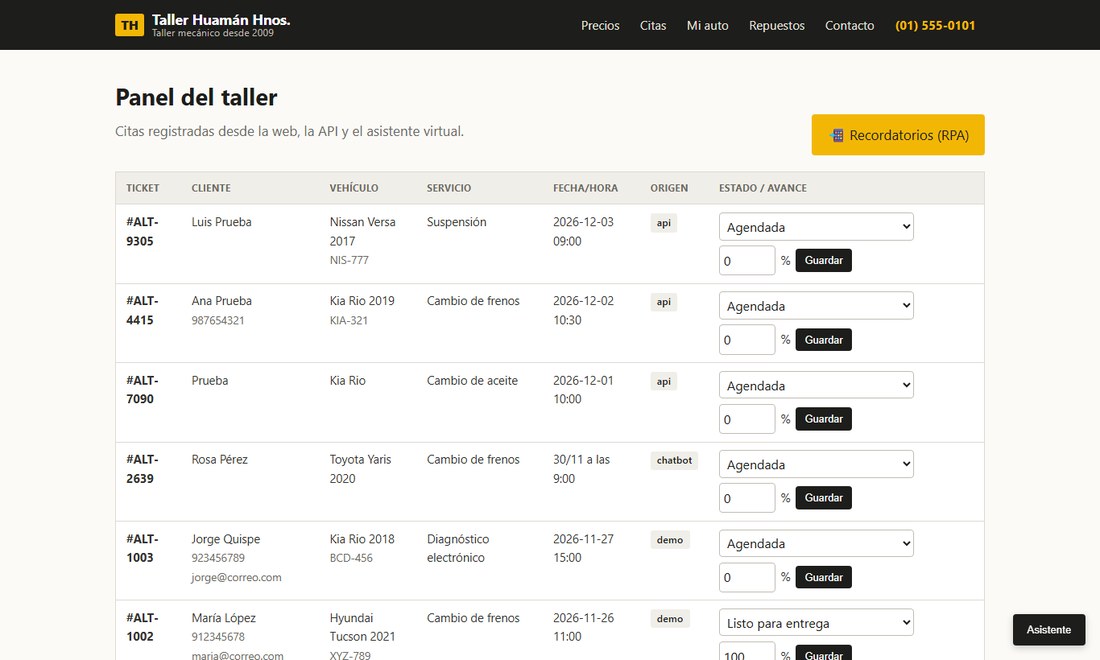 TH
Taller Huamán Hnos.
Taller mecánico desde 2009
Precios Citas Mi auto Repuestos Contacto (01) 555-0101
Panel del taller
Citas registradas desde la web, la API y el asistente virtual.
Recordatorios (RPA)
TICKET CLIENTE VEHÍCULO SERVICIO FECHA/HORA ORIGEN ESTADO / AVANCE
#ALT-
9305
Luis Prueba
Nissan Versa
2017
NIS-777
Suspensión
2026-12-03
09:00
api
Agendada
0 % Guardar
#ALT-
4415
Ana Prueba
987654321
Kia Rio 2019
KIA-321
Cambio de frenos
2026-12-02
10:30
api
Agendada
0 % Guardar
#ALT-
7090
Prueba
Kia Rio
Cambio de aceite
2026-12-01
10:00
api
Agendada
0 % Guardar
#ALT-
2639
Rosa Pérez
Toyota Yaris
2020
Cambio de frenos
30/11 a las
9:00
chatbot
Agendada
0 % Guardar
#ALT-
1003
Jorge Quispe
923456789
jorge@correo.com
Kia Rio 2018
BCD-456
Diagnóstico
electrónico
2026-11-27
15:00
demo
Agendada
0 % Guardar
#ALT-
1002
María López
912345678
maria@correo.com
Hyundai
Tucson 2021
XYZ-789
Cambio de frenos
2026-11-26
11:00
demo
Listo para entrega
100 % Guardar
Asistente